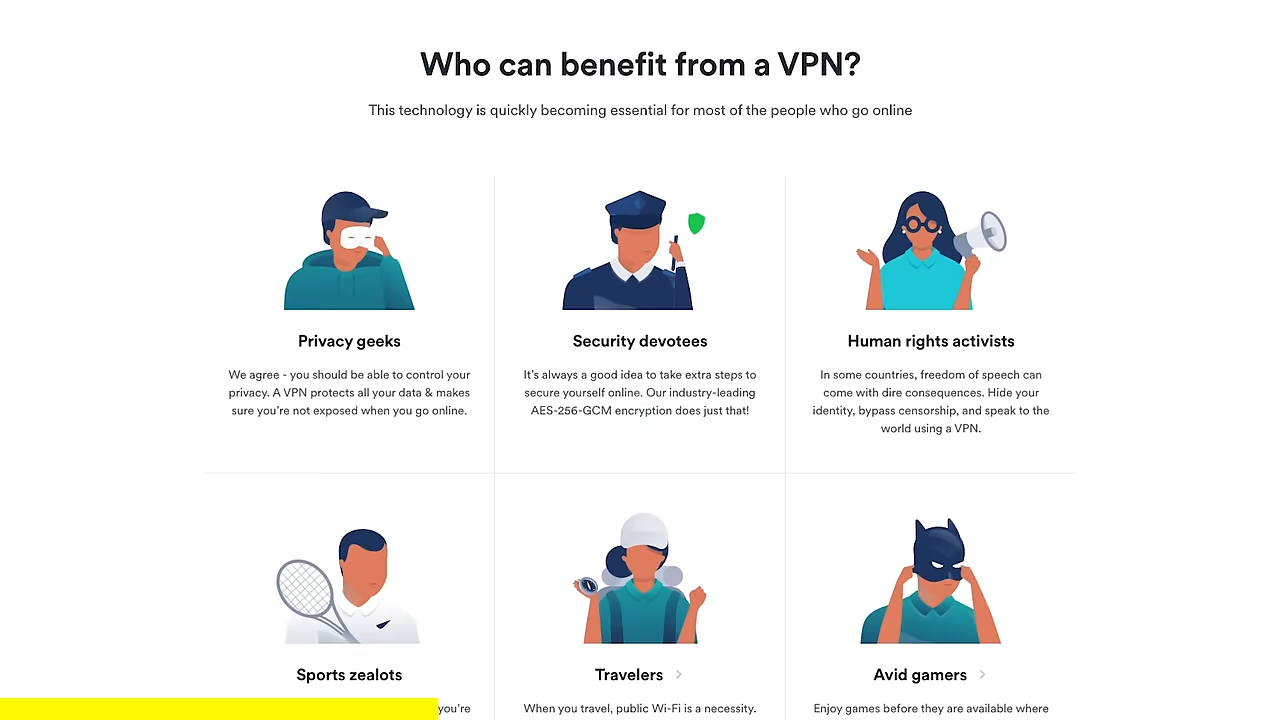 Who can benefit from a VPN?
This technology is quickly becoming essential for most of the people who go online
Privacy geeks
We agree - you should be able to control your
privacy. A VPN protects all your data & makes
sure you're not exposed when you go online.
Security devotees
It's always a good idea to take extra steps to
secure yourself online. Our industry-leading
AES-256-GCM encryption does just that!
Human rights activists
In some countries, freedom of speech can
come with dire consequences. Hide your
identity, bypass censorship, and speak to the
world using a VPN.
Sports zealots
you're
Travelers
When you travel, public Wi-Fi is a necessity.
Avid gamers
Enjoy games before they are available where